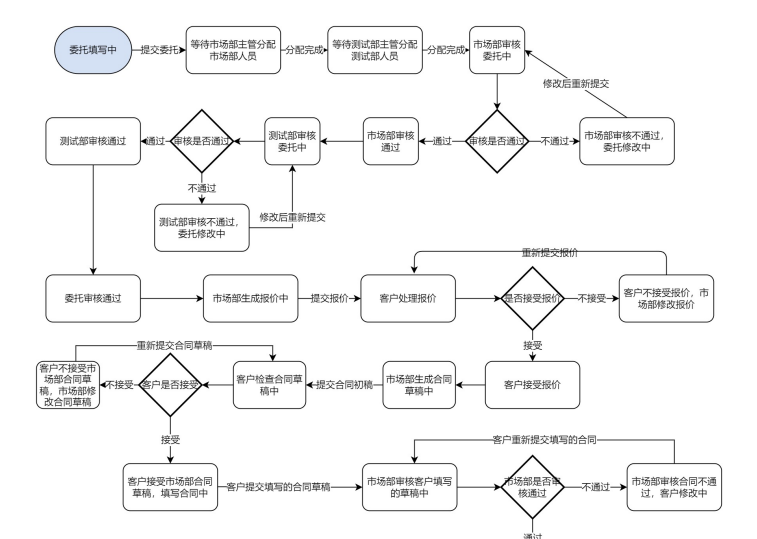 委托填写中
提交委托
等待市场部主管分配
市场部人员
分配完成
等待测试部主管分配
测试部人员
分配完成
市场部审核
委托中
修改后重新提交
测试部审核通过
通过
审核是否通过
测试部审核
委托中
市场部审核
通过
通过
审核是否通过
不通过
市场部审核不通过,
委托修改中
不通过
测试部审核不通过,
委托修改中
修改后重新提交
重新提交报价
委托审核通过
市场部生成报价中
提交报价
客户处理报价
是否接受报价
不接受
客户不接受报价,市
场部修改报价
接受
重新提交合同草稿
客户不接受市
场部合同草
稿,市场部修
改合同草稿
不接受
客户是否接受
客户检查合同草
稿中
提交合同初稿
市场部生成合同
草稿中
客户接受报价
接受
客户重新提交填写的合同
客户接受市场部合同
草稿,填写合同中
客户提交填写的合同草稿
市场部审核客户填写
的草稿中
市场部是否审
核通过
不通过
市场部审核合同不通
过,客户修改中
通过